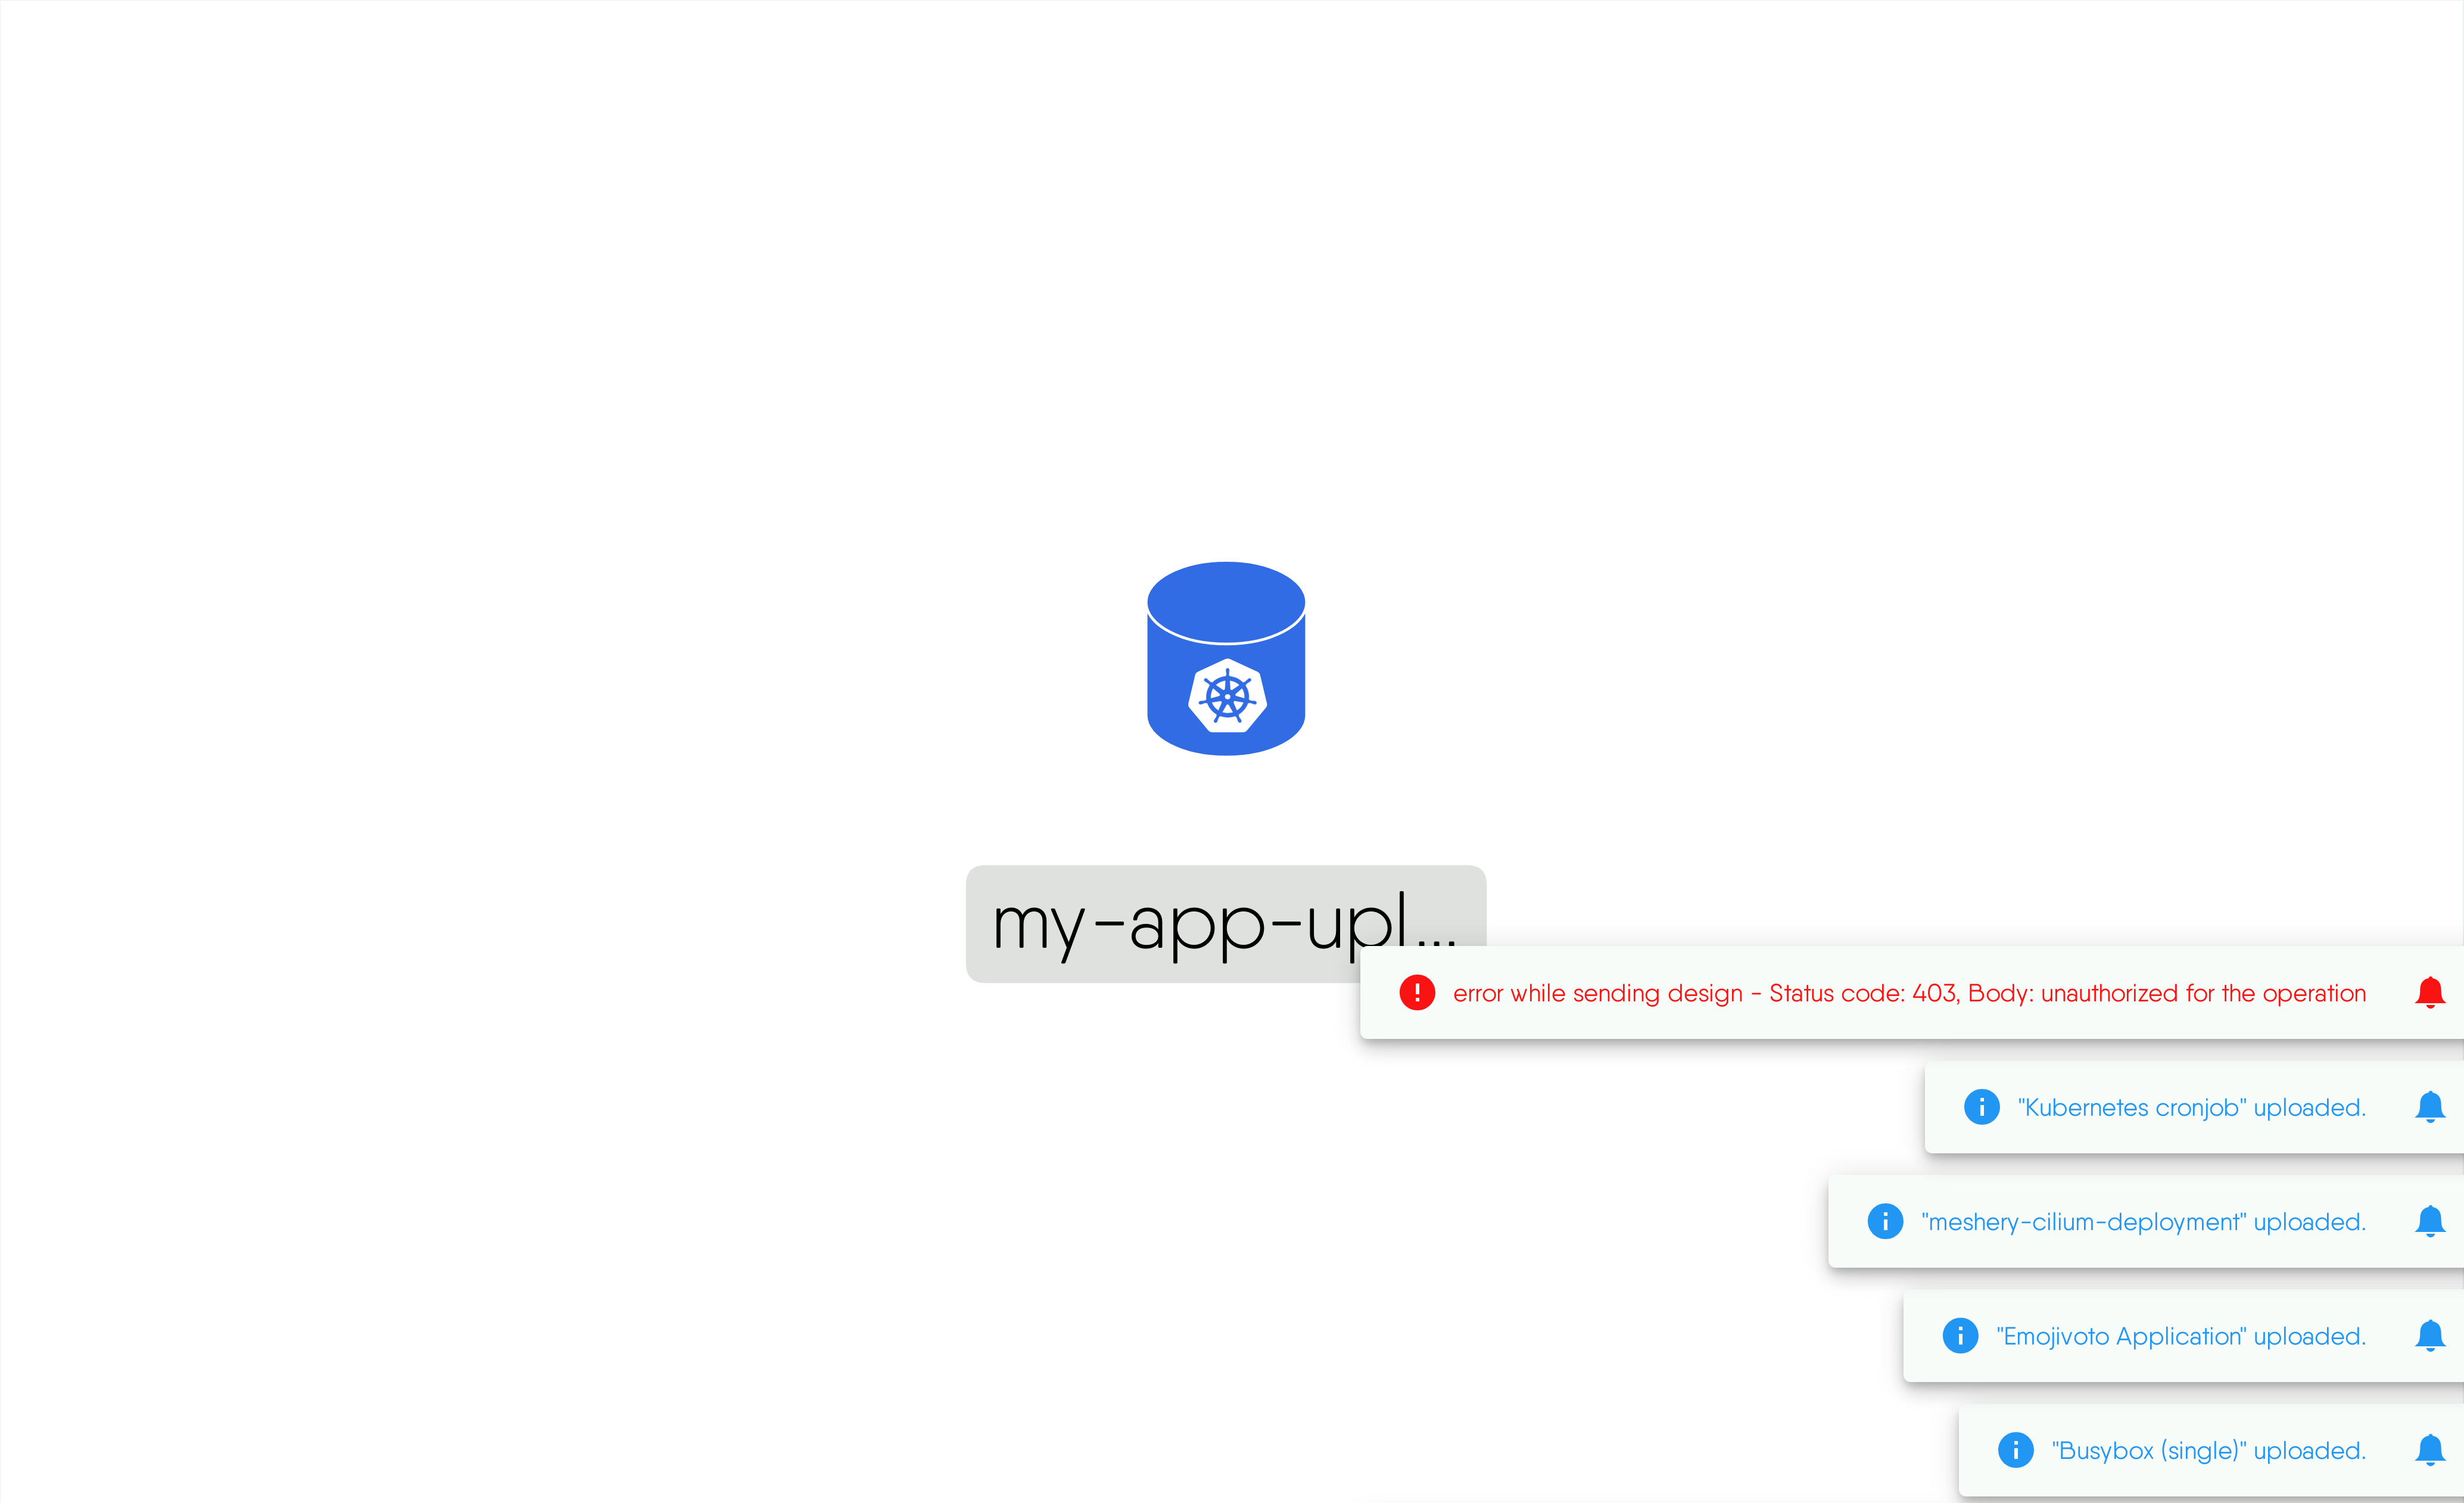 my-app-upl...
error while sending design - Status code: 403, Body: unauthorized for the operation
"Kubernetes cronjob" uploaded.
"meshery-cilium-deployment" uploaded.
"Emojivoto Application" uploaded.
"Busybox (single)" uploaded.